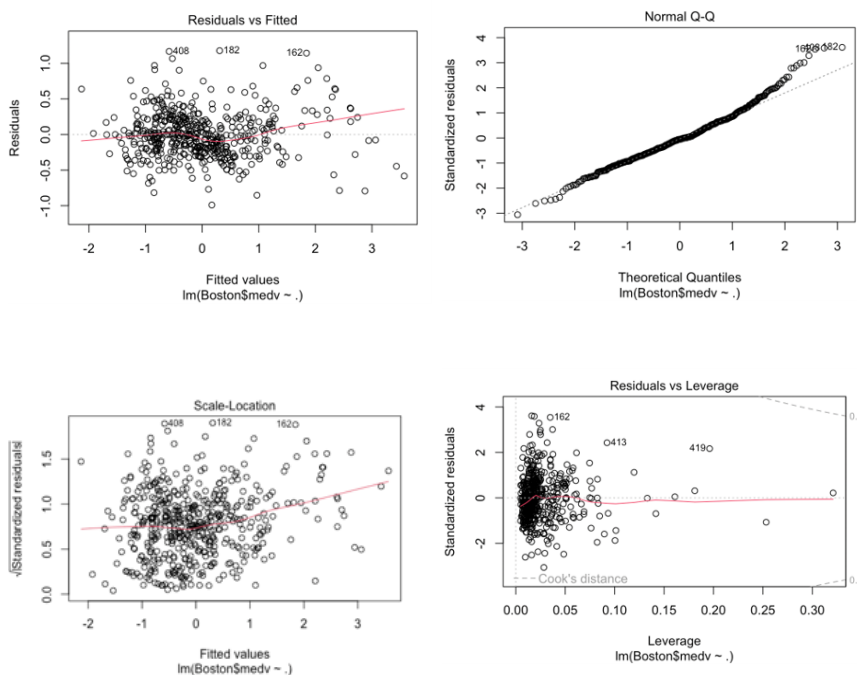 Residuals vs Fitted
408
182
162
Residuals
1.0
0.5
0.0
-0.5
-1.0
-2 -1 0 1 2 3
Fitted values
lm(Boston$medv ~ .)
Normal Q-Q
182
Standardized residuals
4
3
2
1
0
-1
-2
-3
-3 -2 -1 0 1 2 3
Theoretical Quantiles
lm(Boston$medv ~ .)
Scale-Location
408
182
162
√|Standardized residuals|
1.5
1.0
0.5
0.0
-2 -1 0 1 2 3
Fitted values
lm(Boston$medv ~ .)
Residuals vs Leverage
162
413
419
Standardized residuals
4
2
0
-2
Cook's distance
0.00 0.05 0.10 0.15 0.20 0.25 0.30
Leverage
lm(Boston$medv ~ .)